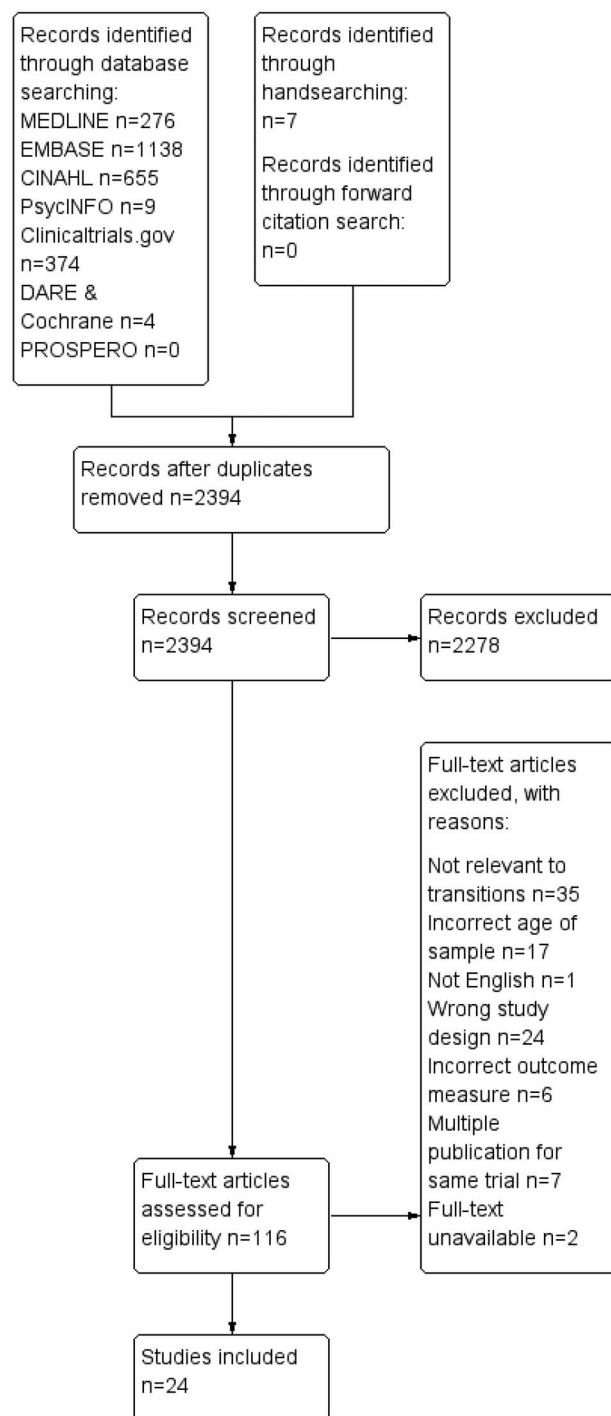 Records identified
through database
searching:
MEDLINE n=276
EMBASE n=1138
CINAHL n=655
PsycINFO n=9
Clinicaltrials.gov
n=374
DARE &
Cochrane n=4
PROSPERO n=0
Records identified
through
handsearching:
n=7
Records identified
through forward
citation search:
n=0
Records after duplicates
removed n=2394
Records screened
n=2394
Records excluded
n=2278
Full-text articles
excluded, with
reasons:
Not relevant to
transitions n=35
Incorrect age of
sample n=17
Not English n=1
Wrong study
design n=24
Incorrect outcome
measure n=6
Multiple
publication for
same trial n=7
Full-text
unavailable n=2
Full-text articles
assessed for
eligibility n=116
Studies included
n=24